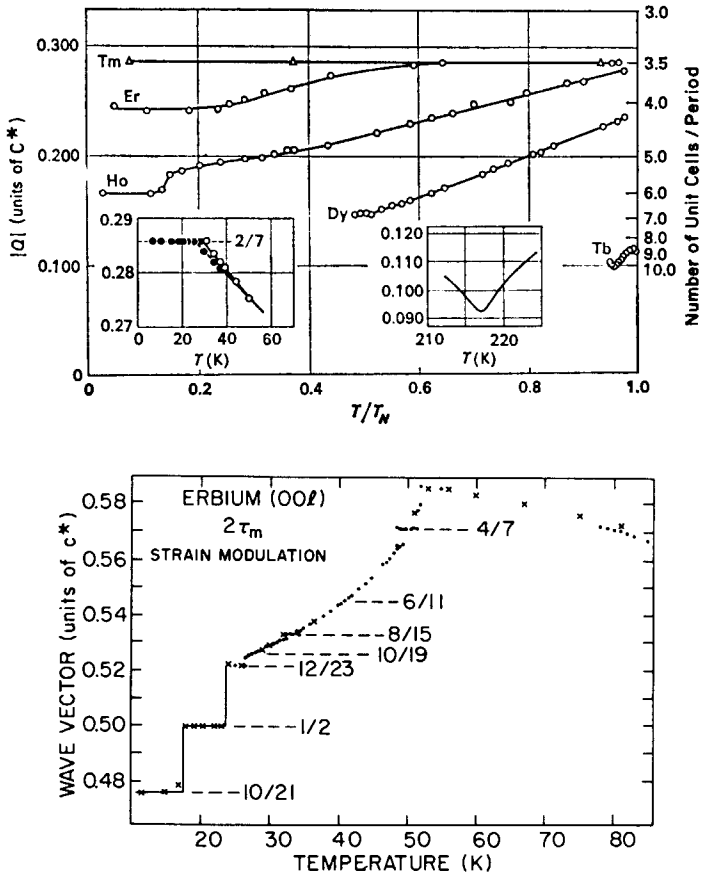 |Q| (units of C*)
0.300
0.200
0.100
0
Tm
Er
Ho
Dy
Tb
3.0
3.5
4.0
5.0
6.0
7.0
8.0
9.0
10.0
Number of Unit Cells / Period
0.29
0.28
0.27
2/7
0 20 40 60
T(K)
0.120
0.110
0.100
0.090
212 220
T(K)
0 0.2 0.4 0.6 0.8 1.0
T/T_N
WAVE VECTOR (units of c*)
0.58
0.56
0.54
0.52
0.50
0.48
ERBIUM (00ℓ)
2τm
STRAIN MODULATION
4/7
6/11
8/15
10/19
12/23
1/2
10/21
20 30 40 50 60 70 80
TEMPERATURE (K)